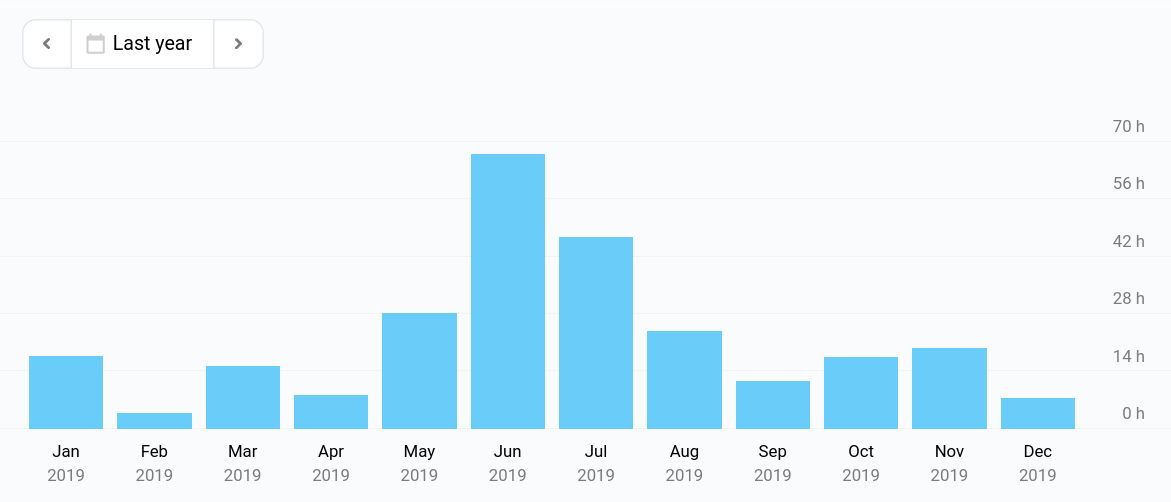 Last year
70 h
56 h
42 h
28 h
14 h
0 h
Jan Feb Mar Apr May Jun Jul Aug Sep Oct Nov Dec
2019 2019 2019 2019 2019 2019 2019 2019 2019 2019 2019 2019